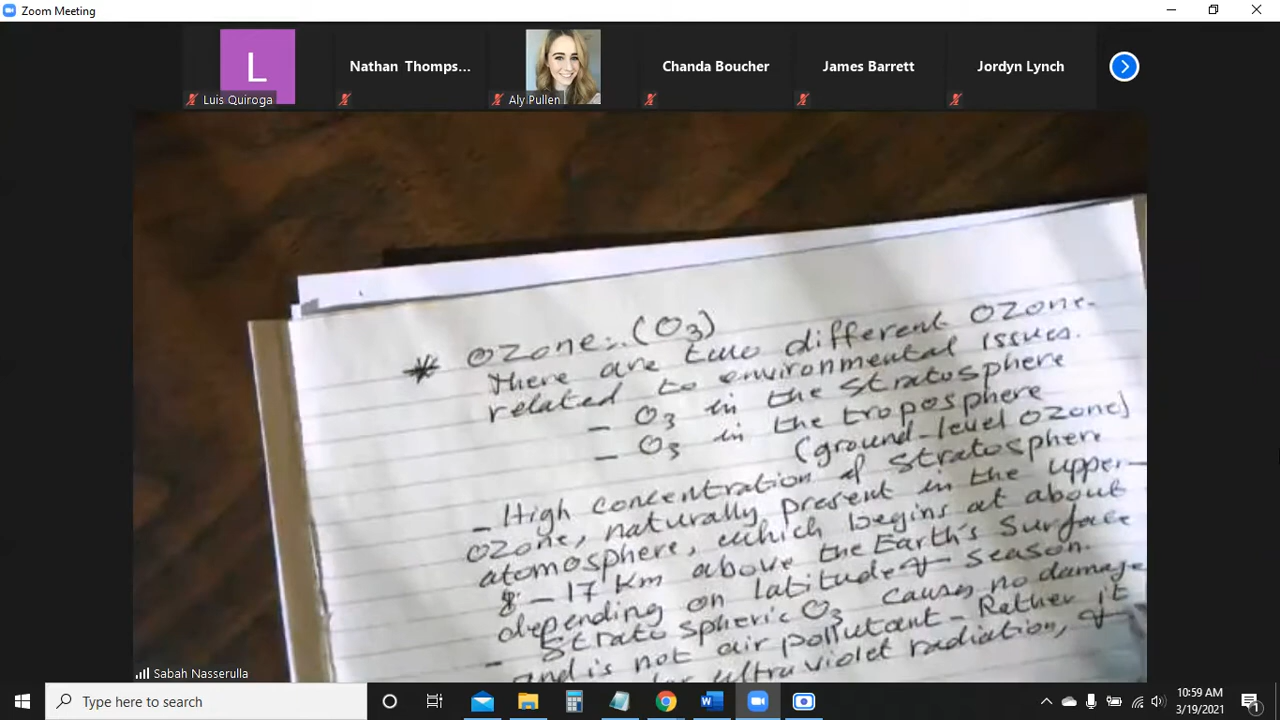 Zoom Meeting
L
Luis Quiroga
Nathan Thomps...
Aly Pullen
Chanda Boucher
James Barrett
Jordyn Lynch
* Ozone:. (O3)
There are two different Ozone.
related to environmental issues.
- O3 in the stratosphere
- O3 in the troposphere
(ground-level Ozone)
- High concentration of stratosphere
Ozone, naturally present in the upper-
atomosphere, which begins at about
8 - 17 Km above the Earth's Surface
depending on latitude & season.
- Stratospheric O3 causes no damage
and is not air pollutant - Rather it
ultraviolet radiation, &
Sabah Nasserulla
Type here to search
10:59 AM
3/19/2021
1